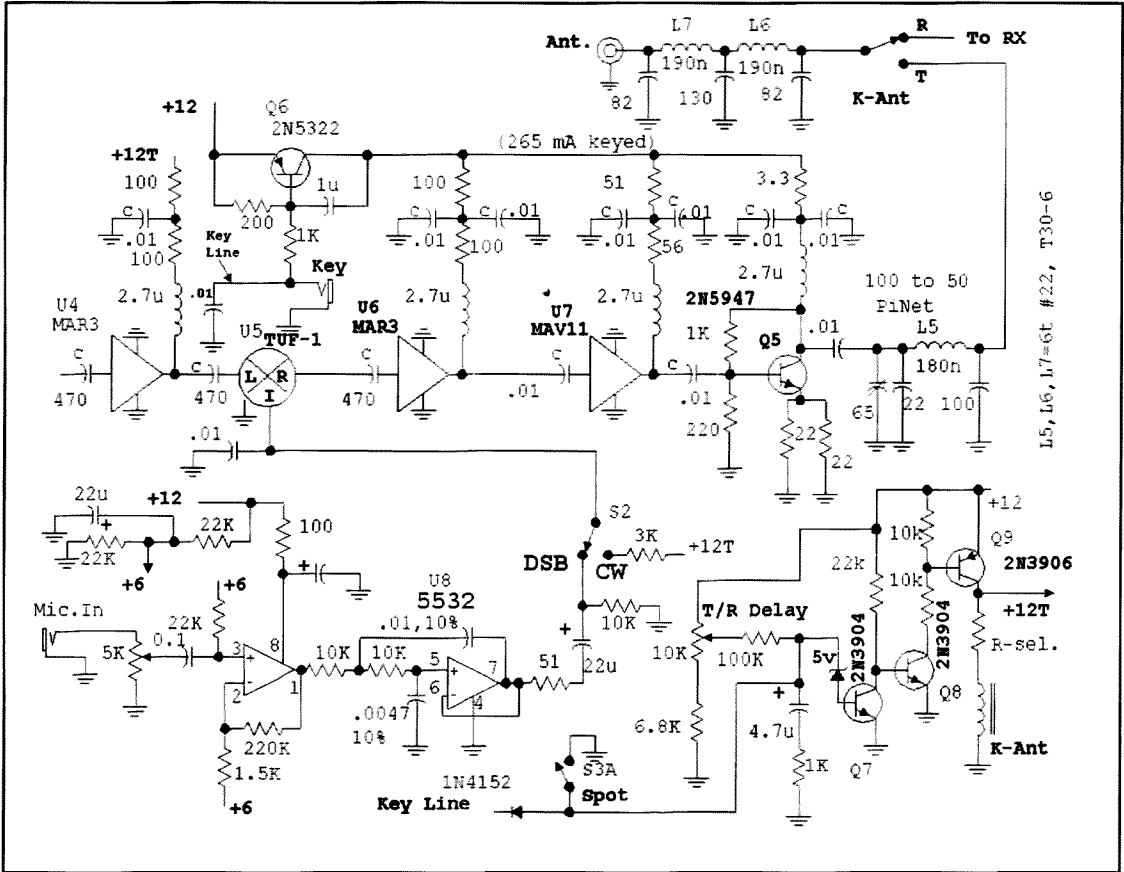 L7
L6
Ant.
R
To RX
190n
190n
T
82
130
82
K-Ant
+12
Q6
2N5322
(265 mA keyed)
+12T
100
1u
100
51
3.3
C
200
C
.01
C
.01
C
C
.01
1K
.01
.01
.01
.01
100
Key
Line
100
56
Key
2.7u
.01
2.7u
2.7u
2.7u
100 to 50
PiNet
U4
MAR3
U5
TUF-1
U6
MAR3
U7
MAV11
2N5947
1K
Q5
.01
L5
180n
C
C
L R
I
C
C
C
470
470
470
.01
.01
220
65
22
100
22
22
L5,L6,L7=6t #22, T30-6
.01
22u
+12
+
22K
22K
100
+6
+
S2
3K
+12T
DSB
CW
U8
5532
10K
+12
Q9
2N3906
+12T
10k
22k
10k
Mic.In
+6
22K
5K
0.1
3
+
8
2
-
1
10K
10K
.01,10%
5
+
7
6
-
4
51
+
22u
10K
.0047
10%
220K
1.5K
+6
T/R Delay
10K
100K
5v
2N3904
2N3904
R-sel.
+
4.7u
6.8K
1K
Q7
Q8
K-Ant
1N4152
S3A
Spot
Key Line